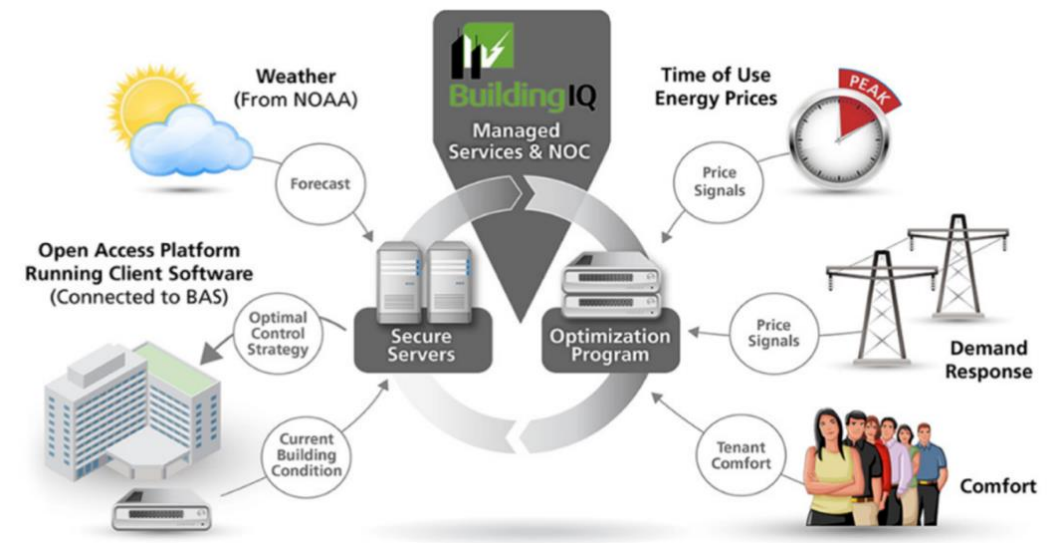 Weather
(From NOAA)
Forecast
BuildingIQ
Managed
Services & NOC
Time of Use
Energy Prices
PEAK
Price
Signals
Open Access Platform
Running Client Software
(Connected to BAS)
Optimal
Control
Strategy
Secure
Servers
Optimization
Program
Price
Signals
Demand
Response
Current
Building
Condition
Tenant
Comfort
Comfort